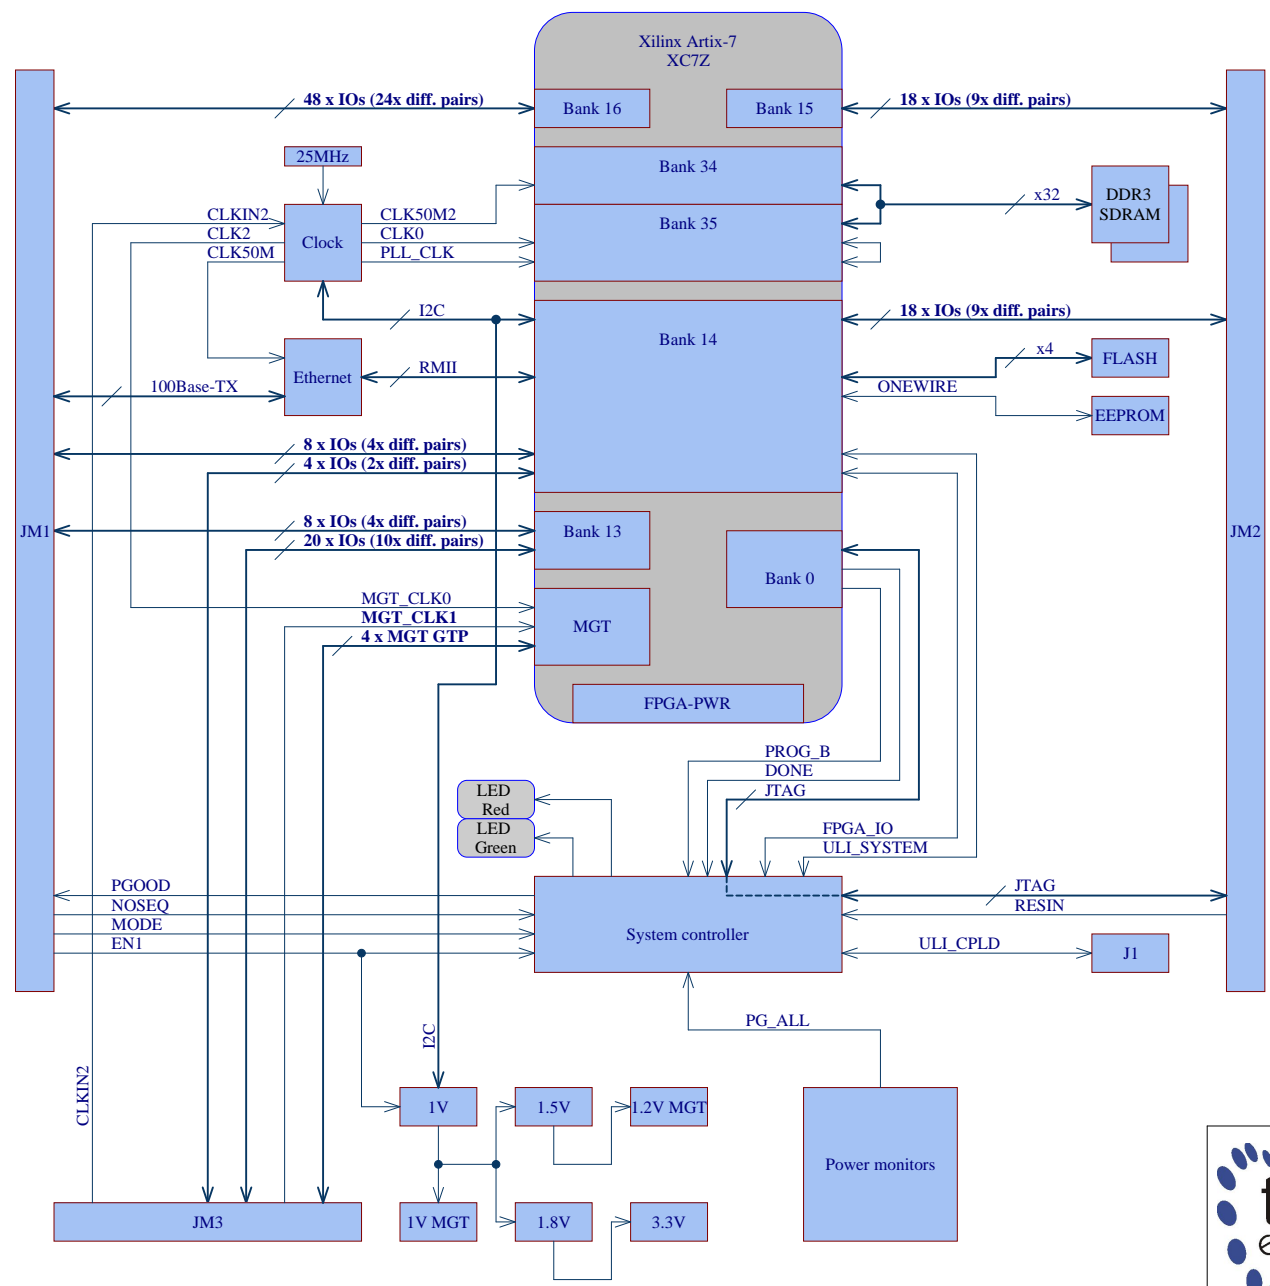 Xilinx Artix-7
XC7Z
48 x IOs (24x diff. pairs)
Bank 16
Bank 15
18 x IOs (9x diff. pairs)
25MHz
Bank 34
DDR3
SDRAM
x32
CLKIN2
CLK2
CLK50M
Clock
CLK50M2
CLK0
PLL_CLK
Bank 35
I2C
Bank 14
18 x IOs (9x diff. pairs)
x4
FLASH
Ethernet
RMII
100Base-TX
ONEWIRE
EEPROM
8 x IOs (4x diff. pairs)
4 x IOs (2x diff. pairs)
JM1
8 x IOs (4x diff. pairs)
20 x IOs (10x diff. pairs)
Bank 13
JM2
Bank 0
MGT_CLK0
MGT_CLK1
4 x MGT GTP
MGT
FPGA-PWR
PROG_B
DONE
JTAG
LED
Red
LED
Green
FPGA_IO
ULI_SYSTEM
PGOOD
NOSEQ
MODE
EN1
System controller
JTAG
RESIN
ULI_CPLD
J1
PG_ALL
I2C
CLKIN2
1V
1.5V
1.2V MGT
Power monitors
JM3
1V MGT
1.8V
3.3V